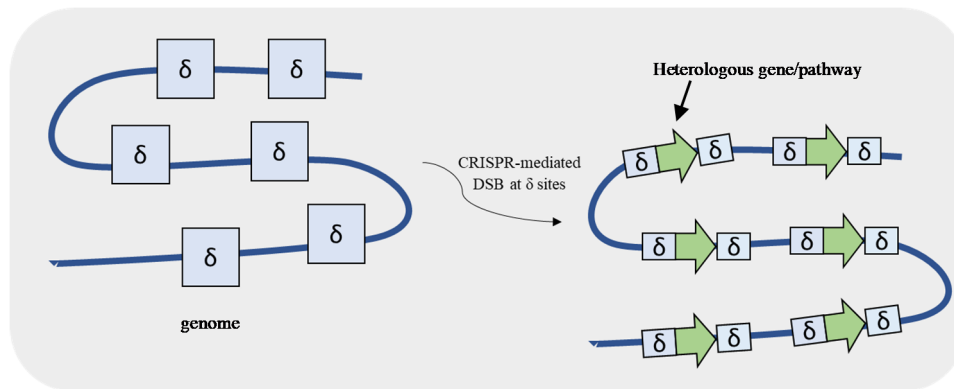 δ δ
δ δ
δ δ
genome
CRISPR-mediated
DSB at δ sites
Heterologous gene/pathway
δ δ δ δ
δ δ δ δ
δ δ δ δ